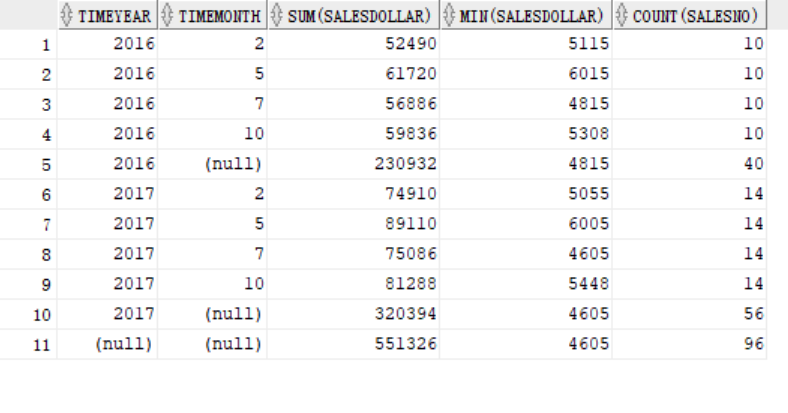 TIMEYEAR TIMEMONTH SUM(SALESDOLLAR) MIN(SALESDOLLAR) COUNT(SALESNO)
1 2016 2 52490 5115 10
2 2016 5 61720 6015 10
3 2016 7 56886 4815 10
4 2016 10 59836 5308 10
5 2016 (null) 230932 4815 40
6 2017 2 74910 5055 14
7 2017 5 89110 6005 14
8 2017 7 75086 4605 14
9 2017 10 81288 5448 14
10 2017 (null) 320394 4605 56
11 (null) (null) 551326 4605 96